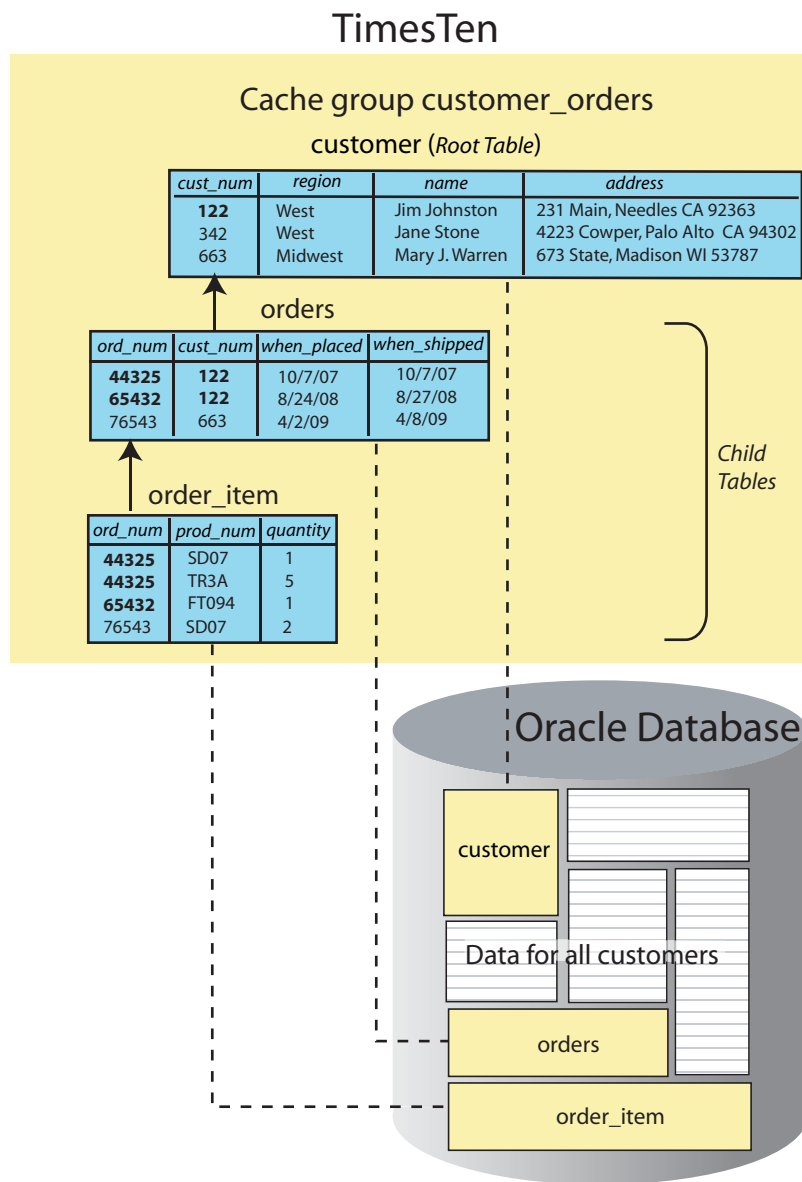 TimesTen
Cache group customer_orders
customer (Root Table)
cust_num region name address
122 West Jim Johnston 231 Main, Needles CA 92363
342 West Jane Stone 4223 Cowper, Palo Alto CA 94302
663 Midwest Mary J. Warren 673 State, Madison WI 53787
orders
ord_num cust_num when_placed when_shipped
44325 122 10/7/07 10/7/07
65432 122 8/24/08 8/27/08
76543 663 4/2/09 4/8/09
Child
Tables
order_item
ord_num prod_num quantity
44325 SD07 1
44325 TR3A 5
65432 FT094 1
76543 SD07 2
Oracle Database
customer
Data for all customers
orders
order_item